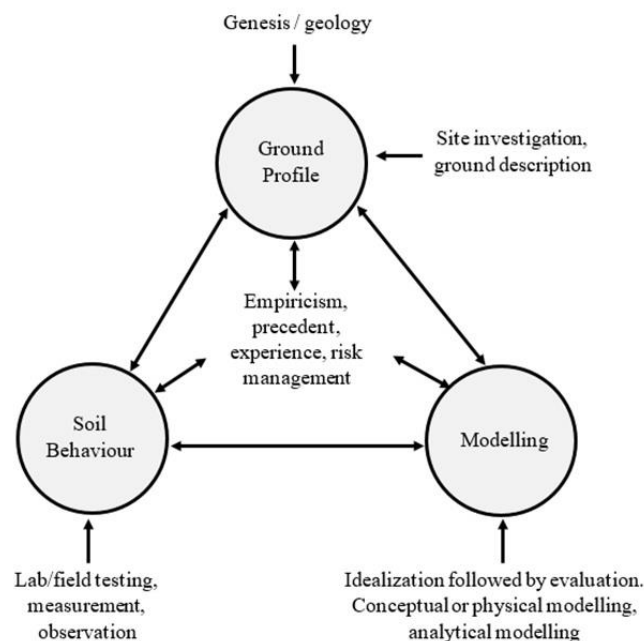 Genesis / geology
Ground
Profile
Site investigation,
ground description
Empiricism,
precedent,
experience, risk
management
Soil
Behaviour
Modelling
Lab/field testing,
measurement,
observation
Idealization followed by evaluation.
Conceptual or physical modelling,
analytical modelling